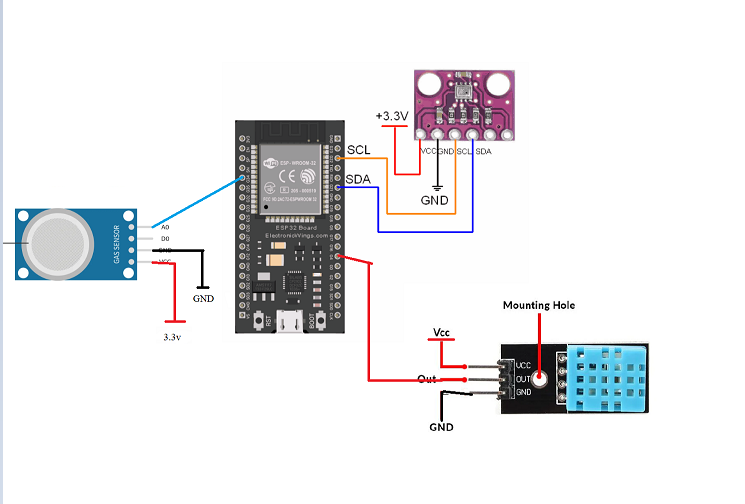 +3.3V
VCC GND SCL SDA
GND
SCL
SDA
WiFi
ESP-WROOM-32
CE
ESP32 Board
ElectronicWings.com
RST
BOOT
GAS SENSOR
A0
D0
GND
VCC
GND
3.3v
Mounting Hole
Vcc
Out
GND
VCC
OUT
GND